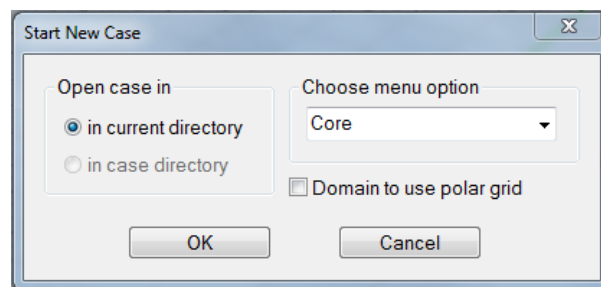 Start New Case
Open case in
in current directory
in case directory
Choose menu option
Core
Domain to use polar grid
OK
Cancel